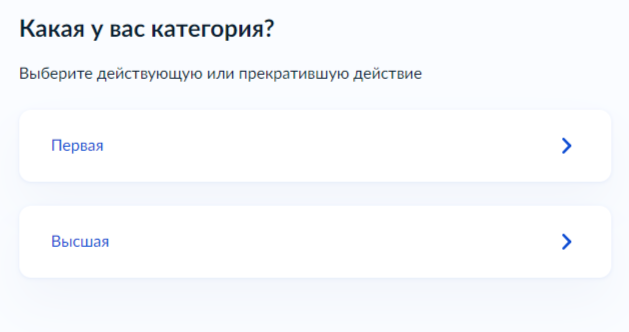 Какая у вас категория?
Выберите действующую или прекратившую действие
Первая
Высшая